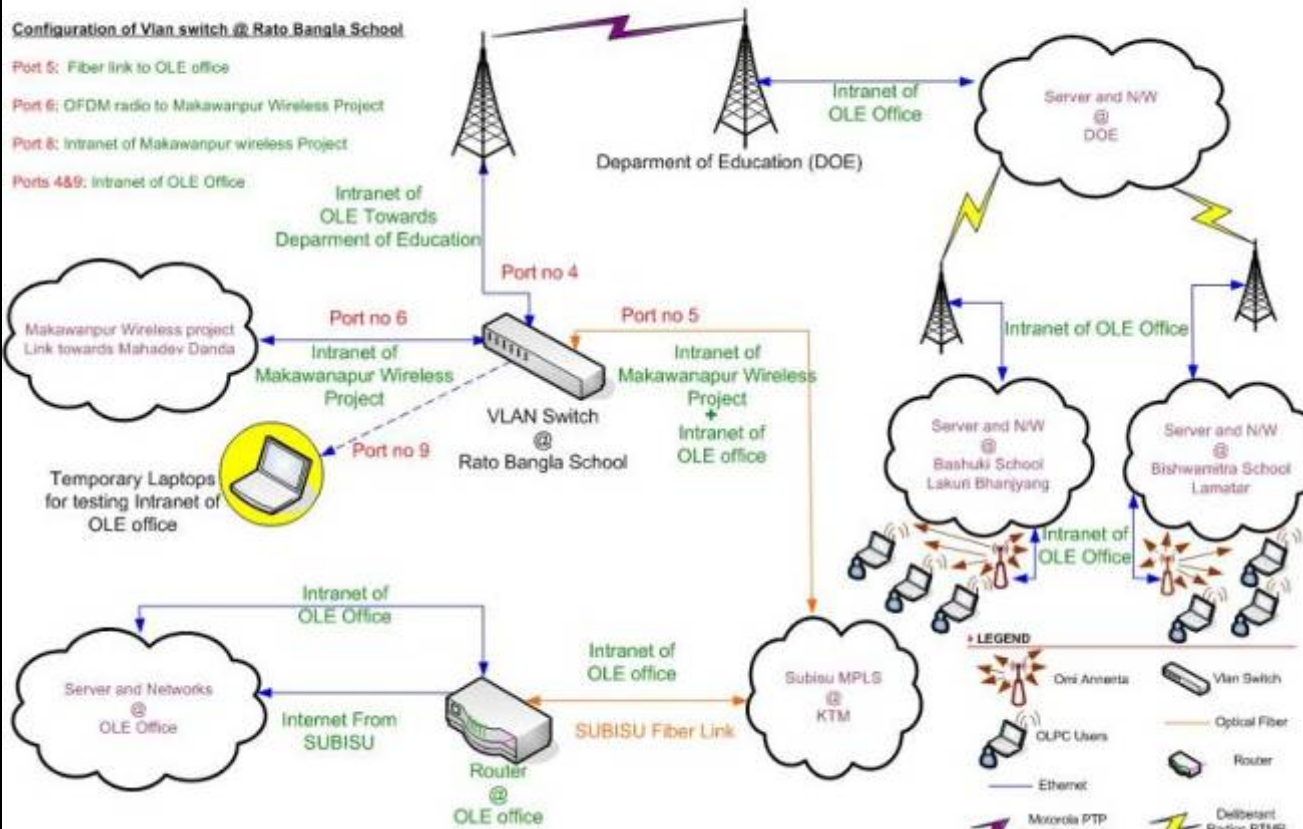 Configuration of Vlan switch @ Rato Bangla School
Port 5: Fiber link to OLE office
Port 6: OFDM radio to Makawanpur Wireless Project
Port 8: Intranet of Makawanpur wireless Project
Ports 4&9: Intranet of OLE Office
Intranet of
OLE Office
Server and N/W
@
DOE
Deparment of Education (DOE)
Intranet of
OLE Towards
Deparment of Education
Port no 4
Makawanpur Wireless project
Link towards Mahadev Danda
Port no 6
Intranet of
Makawanapur Wireless
Project
Port no 5
Intranet of
Makawanapur Wireless
Project
+
Intranet of
OLE office
Intranet of OLE Office
VLAN Switch
@
Rato Bangla School
Port no 9
Temporary Laptops
for testing Intranet of
OLE office
Server and N/W
@
Bashuki School
Lakuri Bhanjyang
Server and N/W
@
Bishwamitra School
Lamatar
Intranet of
OLE Office
Intranet of
OLE Office
Server and Networks
@
OLE Office
Internet From
SUBISU
Router
@
OLE office
Intranet of
OLE office
SUBISU Fiber Link
Subisu MPLS
@
KTM
LEGEND
Omi Annerta
Vlan Switch
OLPC Users
Optical Fiber
Router
Ethernet
Motorola PTP
Deliberant